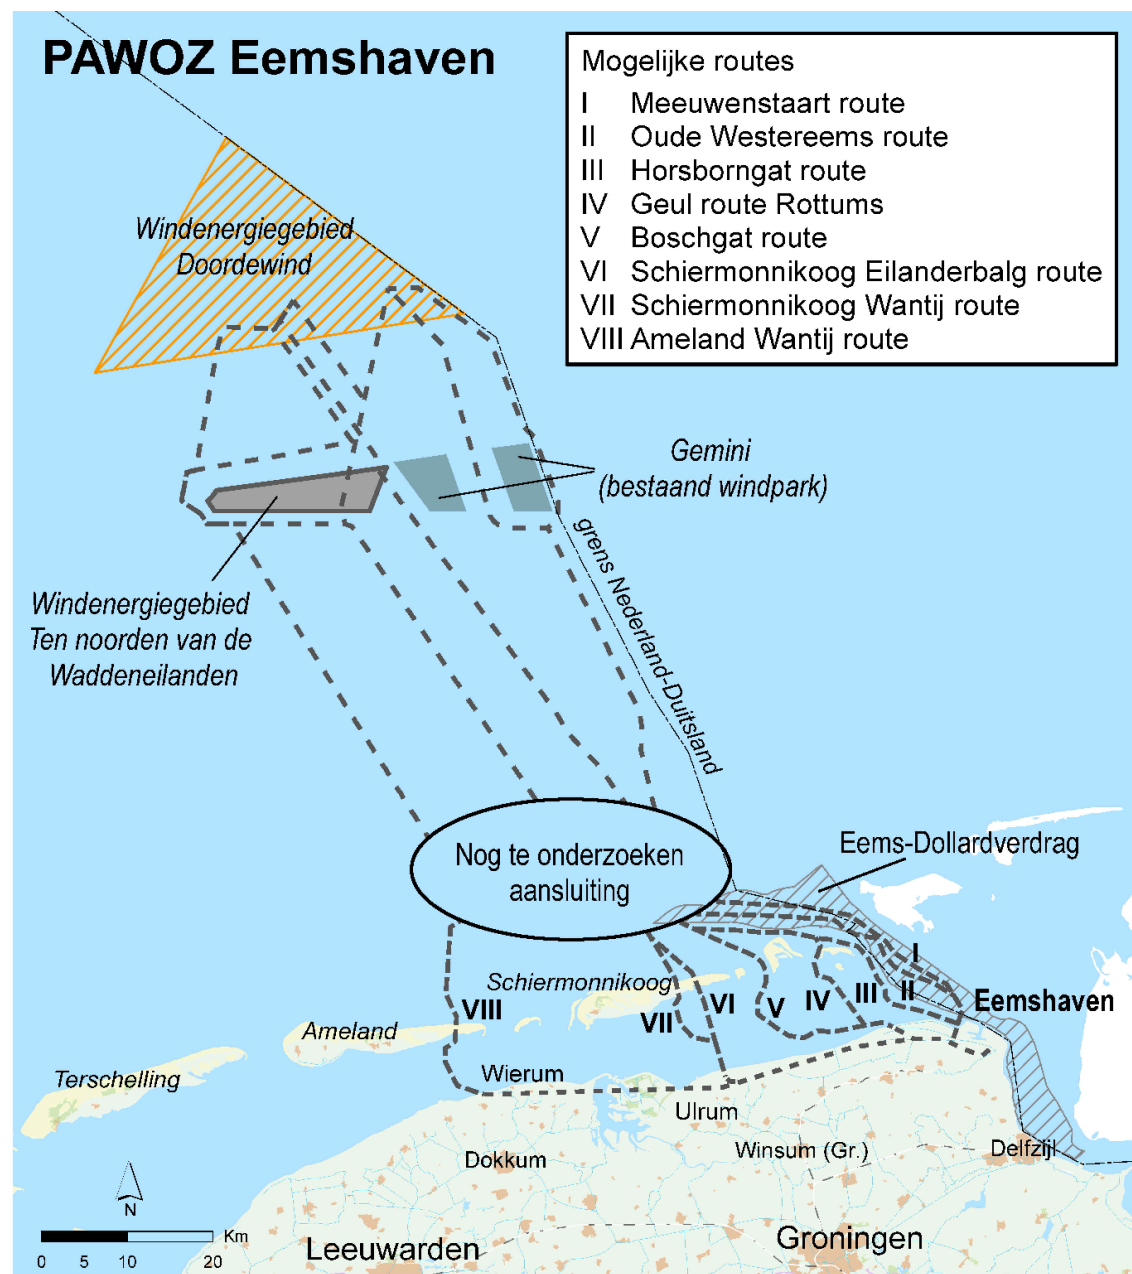 PAWOZ Eemshaven
Mogelijke routes
I Meeuwenstaart route
II Oude Westereems route
III Horsborngat route
IV Geul route Rottums
V Boschgat route
VI Schiermonnikoog Eilanderbalg route
VII Schiermonnikoog Wantij route
VIII Ameland Wantij route
Windenergiegebied
Doordewind
Gemini
(bestaand windpark)
grens Nederland-Duitsland
Windenergiegebied
Ten noorden van de
Waddeneilanden
Nog te onderzoeken
aansluiting
Eems-Dollardverdrag
I
II
III
IV
V
VI
VII
VIII
Eemshaven
Schiermonnikoog
Ameland
Terschelling
Wierum
Ulrum
Dokkum
Winsum (Gr.)
Delfzijl
Leeuwarden
Groningen
N
Km
0 5 10 20